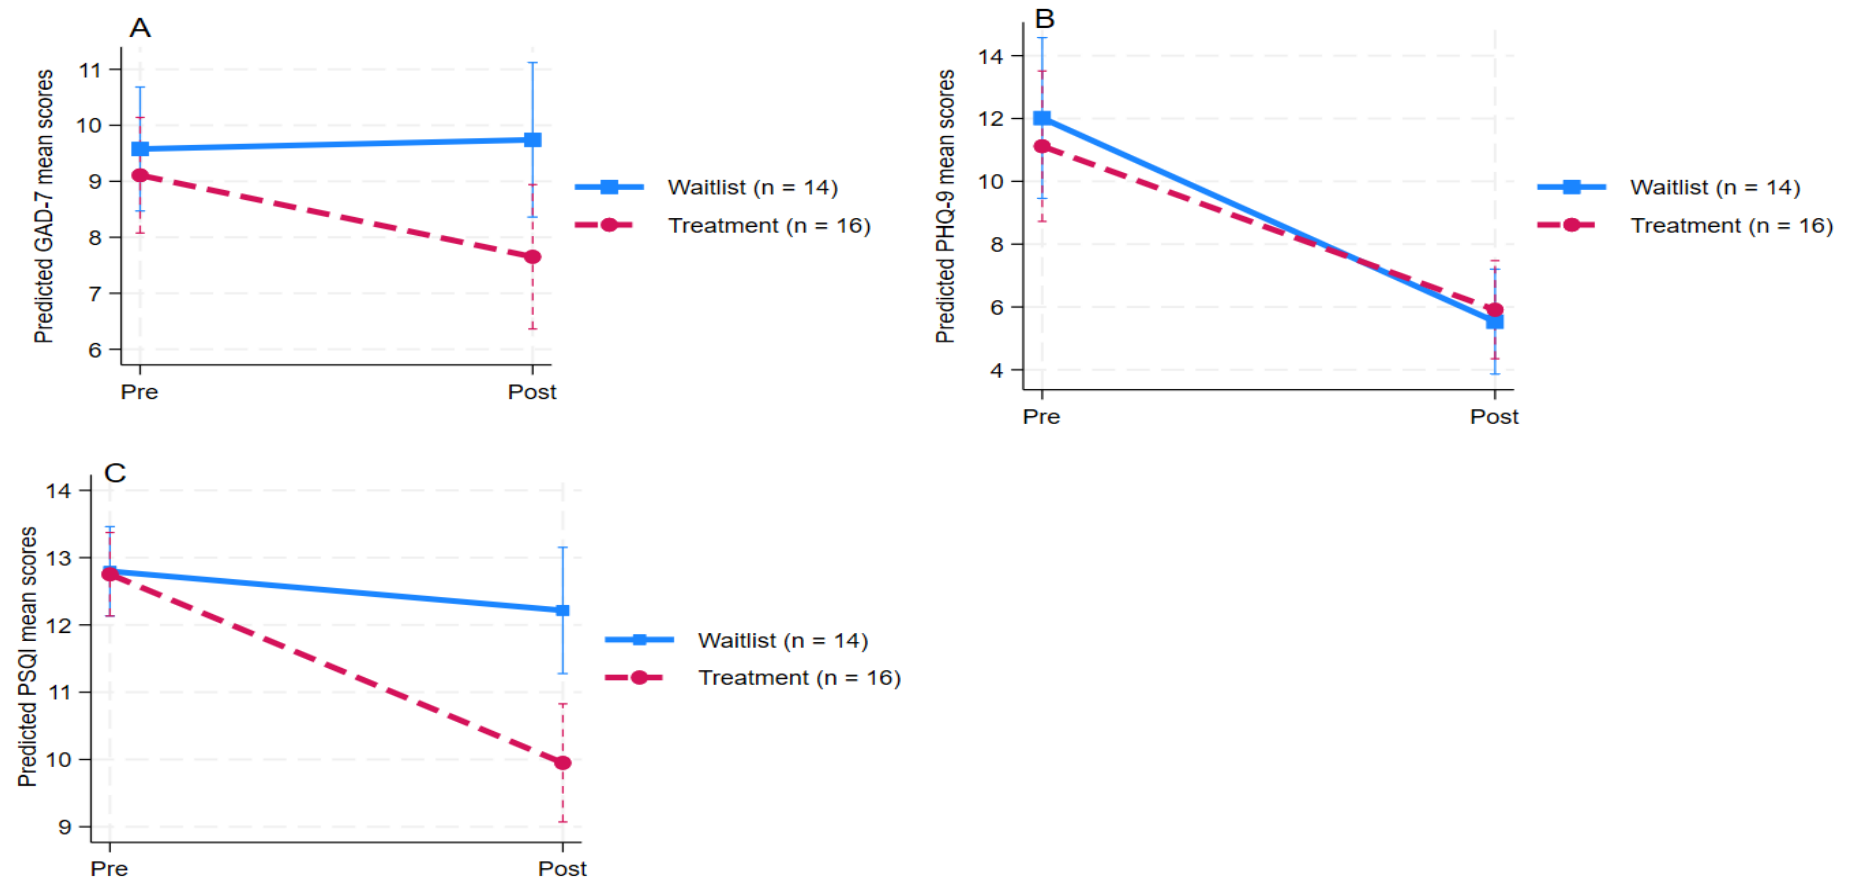 A
Predicted GAD-7 mean scores
11
10
9
8
7
6
Pre
Post
Waitlist (n = 14)
Treatment (n = 16)
B
Predicted PHQ-9 mean scores
14
12
10
8
6
4
Pre
Post
Waitlist (n = 14)
Treatment (n = 16)
C
Predicted PSQI mean scores
14
13
12
11
10
9
Pre
Post
Waitlist (n = 14)
Treatment (n = 16)